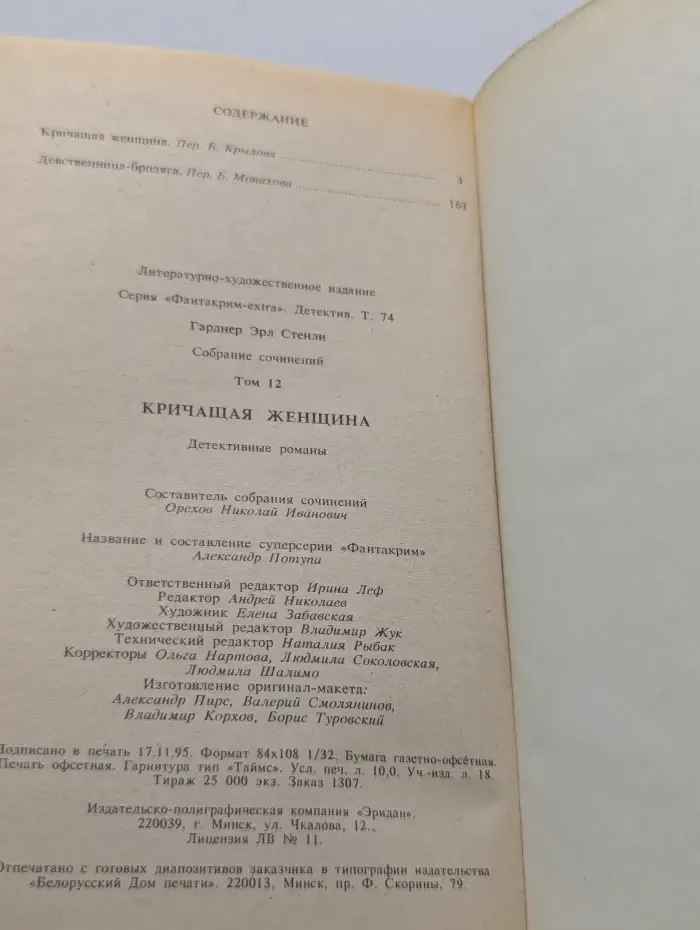 СОДЕРЖАНИЕ
Кричащая женщина. Пер. Б. Крылова ........ 3
Девственница-бродяга. Пер. Б. Монахова ........ 163
Литературно-художественное издание
Серия «Фантакрим-extra». Детектив. Т. 74
Гарднер Эрл Стенли
Собрание сочинений
Том 12
КРИЧАЩАЯ ЖЕНЩИНА
Детективные романы
Составитель собрания сочинений
Орехов Николай Иванович
Название и составление суперсерии «Фантакрим»
Александр Потупа
Ответственный редактор Ирина Леф
Редактор Андрей Николаев
Художник Елена Забавская
Художественный редактор Владимир Жук
Технический редактор Наталия Рыбак
Корректоры Ольга Нартова, Людмила Соколовская,
Людмила Шалимо
Изготовление оригинал-макета:
Александр Пирс, Валерий Смолянинов,
Владимир Корхов, Борис Туровский
Подписано в печать 17.11.95. Формат 84х108 1/32. Бумага газетно-офсетная.
Печать офсетная. Гарнитура тип «Таймс». Усл. печ. л. 10,0. Уч.-изд. л. 18.
Тираж 25 000 экз. Заказ 1307.
Издательско-полиграфическая компания «Эридан».
220039, г. Минск, ул. Чкалова, 12.,
Лицензия ЛВ № 11.
Отпечатано с готовых диапозитивов заказчика в типографии издательства
«Белорусский Дом печати». 220013, Минск, пр. Ф. Скорины, 79.